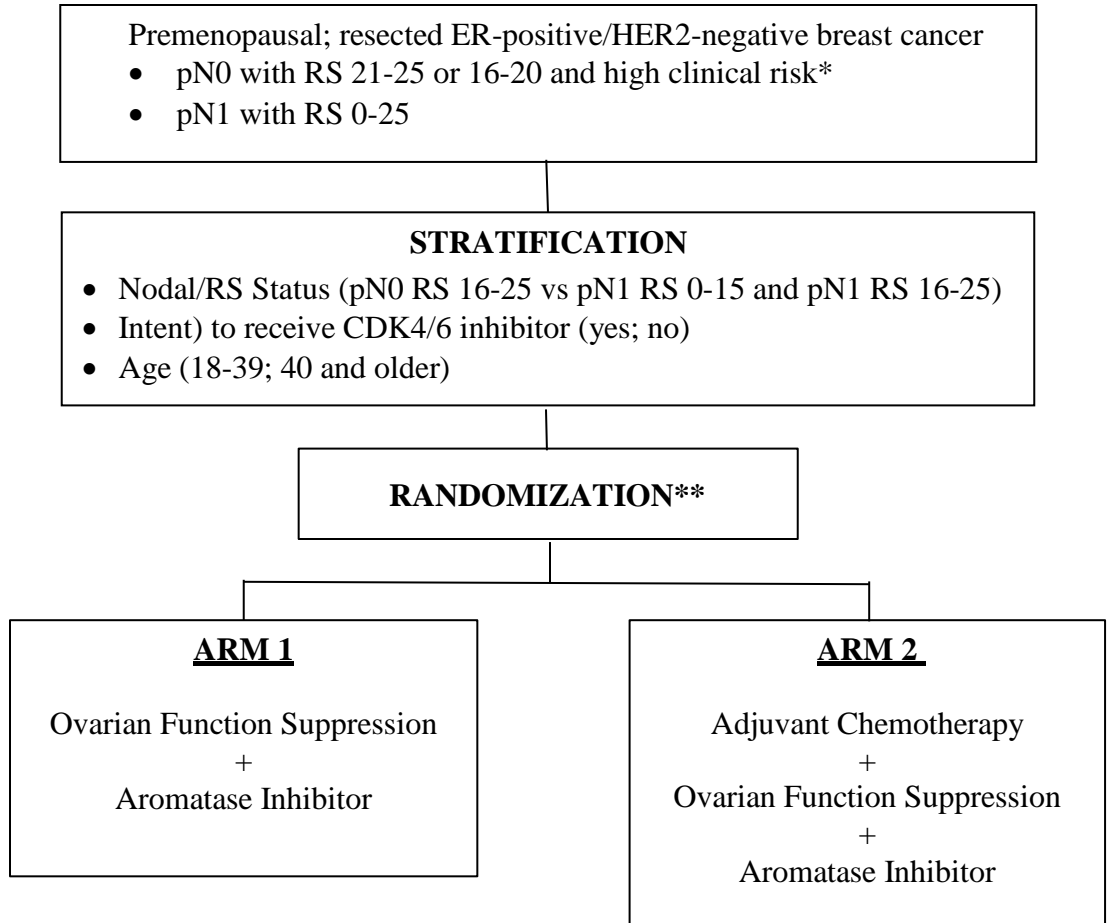 Premenopausal; resected ER-positive/HER2-negative breast cancer
• pN0 with RS 21-25 or 16-20 and high clinical risk*
• pN1 with RS 0-25
STRATIFICATION
• Nodal/RS Status (pN0 RS 16-25 vs pN1 RS 0-15 and pN1 RS 16-25)
• Intent) to receive CDK4/6 inhibitor (yes; no)
• Age (18-39; 40 and older)
RANDOMIZATION**
ARM 1
Ovarian Function Suppression
+
Aromatase Inhibitor
ARM 2
Adjuvant Chemotherapy
+
Ovarian Function Suppression
+
Aromatase Inhibitor